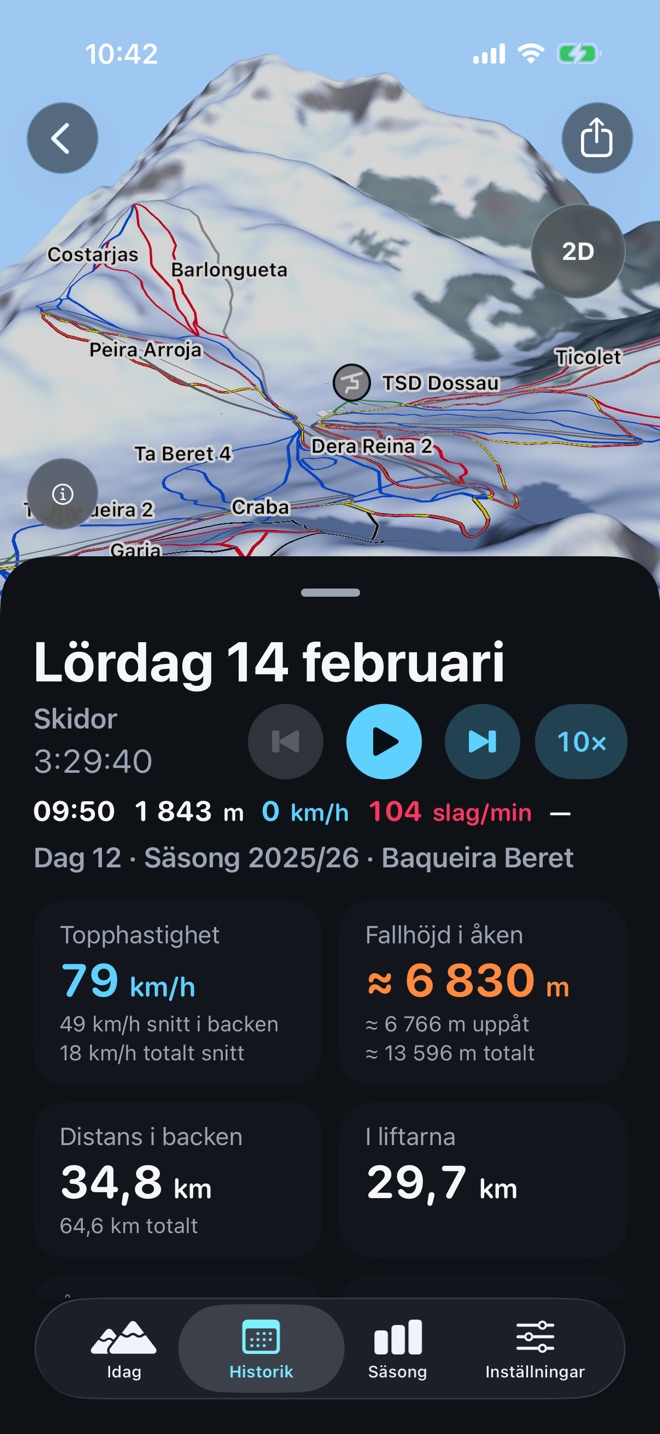 10:42
2D
Costarjas
Barlongueta
Peira Arroja
Ticolet
TSD Dossau
Dera Reina 2
Ta Beret 4
eira 2
Craba
Garia
Lördag 14 februari
Skidor
3:29:40
10×
09:50 1 843 m 0 km/h 104 slag/min –
Dag 12 · Säsong 2025/26 · Baqueira Beret
Topphastighet
79 km/h
49 km/h snitt i backen
18 km/h totalt snitt
Fallhöjd i åken
≈ 6 830 m
≈ 6 766 m uppåt
≈ 13 596 m totalt
Distans i backen
34,8 km
64,6 km totalt
I liftarna
29,7 km
Idag
Historik
Säsong
Inställningar